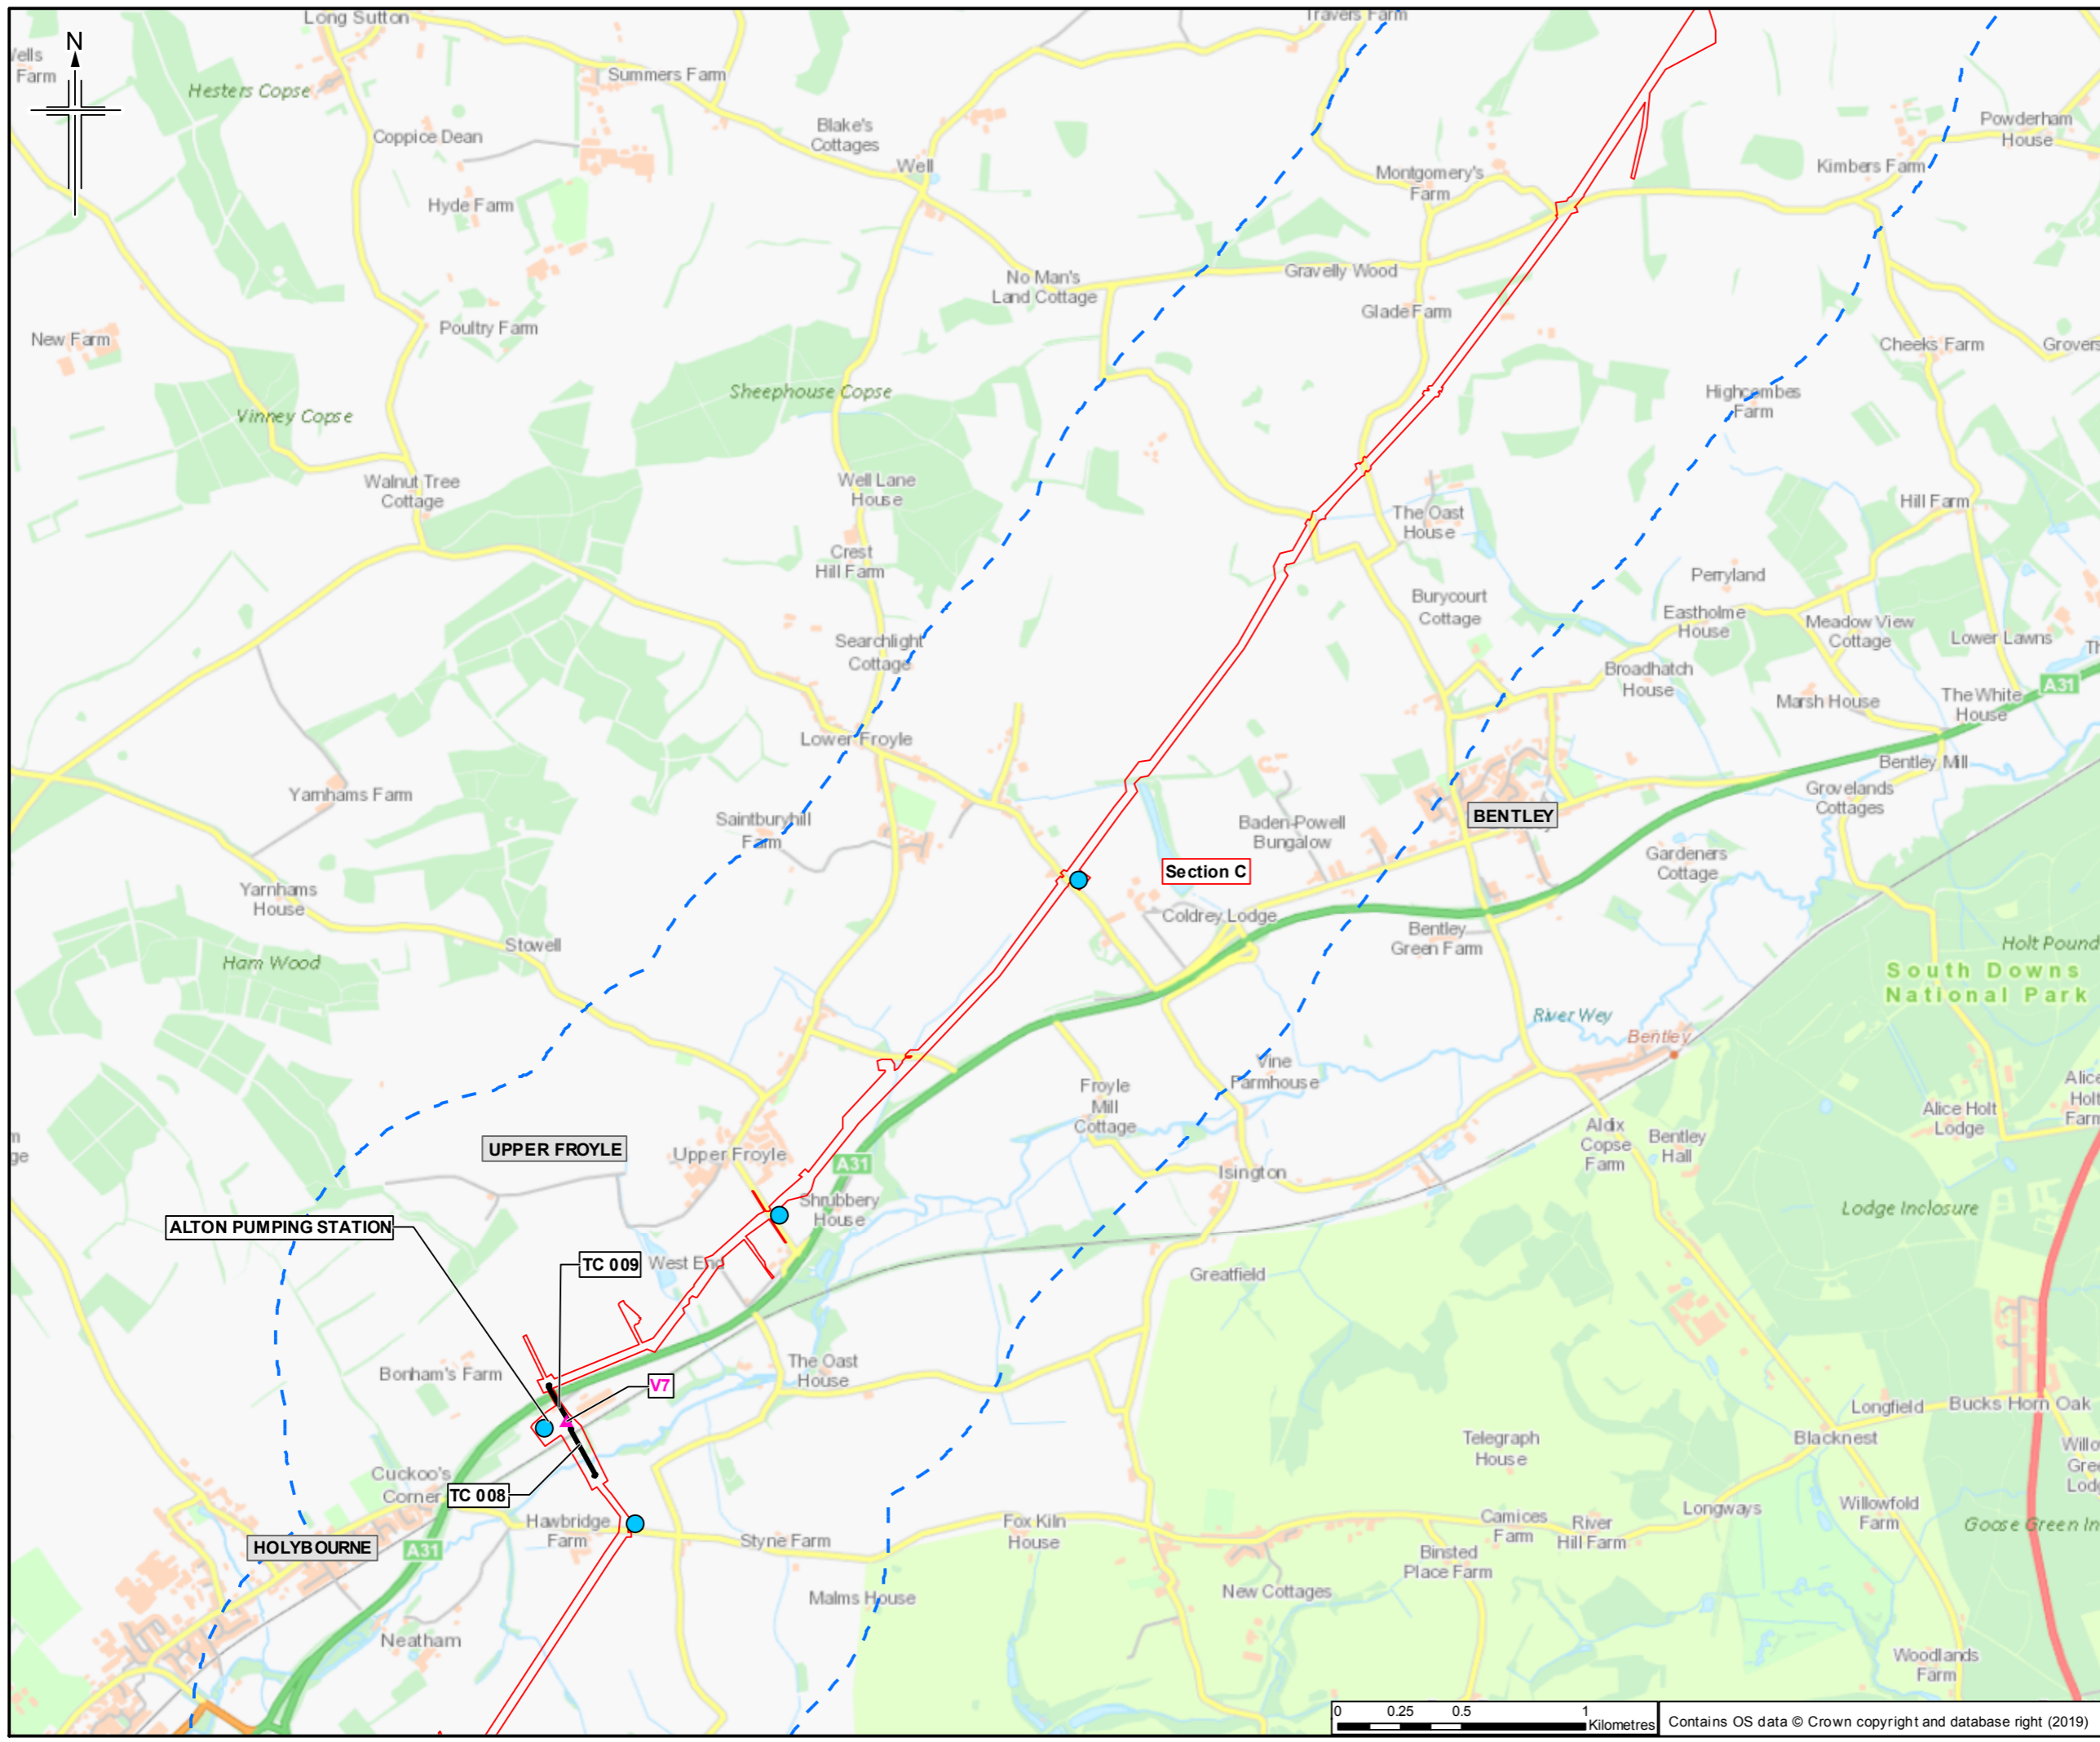 Long Sutton
Travers Farm
N
Farm
Summers Farm
Hesters Copse
Powderham
House
Coppice Dean
Blake's
Cottages
Well
Kimbers Farm
Montgomery's
Farm
Hyde Farm
No Man's
Land Cottage
Gravelly Wood
Glade Farm
Poultry Farm
New Farm
Cheeks Farm
Grovers
Sheephouse Copse
Highcombes
Farm
Vinney Copse
Walnut Tree
Cottage
Well Lane
House
Hill Farm
The Oast
House
Crest
Hill Farm
Perryland
Burycourt
Cottage
Eastholme
House
Meadow View
Cottage
Lower Lawns
Searchlight
Cottage
Broadhatch
House
A31
Marsh House
The White
House
Lower Froyle
Bentley Mill
Yarnhams Farm
Grovelands
Cottages
Saintburyhill
Farm
Baden-Powell
Bungalow
BENTLEY
Gardeners
Cottage
Section C
Yarnhams
House
Coldrey Lodge
Bentley
Green Farm
Stowell
Holt Pound
Ham Wood
South Downs
National Park
River Wey
Bentley
Vine
Farmhouse
Froyle
Mill
Cottage
Alice
Holt
Farm
Alice Holt
Lodge
Aldix
Copse
Farm
Bentley
Hall
UPPER FROYLE
Upper Froyle
A31
Isington
Shrubbery
House
Lodge Inclosure
ALTON PUMPING STATION
TC 009
West End
Greatfield
Bonham's Farm
The Oast
House
V7
Longfield
Bucks Horn Oak
Telegraph
House
Blacknest
Cuckoo's
Corner
TC 008
Hawbridge
Farm
Styne Farm
Fox Kiln
House
Camices
Farm
River
Hill Farm
Longways
Willowfold
Farm
Goose Green In
HOLYBOURNE
A31
Binsted
Place Farm
Malms House
New Cottages
Neatham
Woodlands
Farm
0 0.25 0.5 1
Kilometres
Contains OS data © Crown copyright and database right (2019)